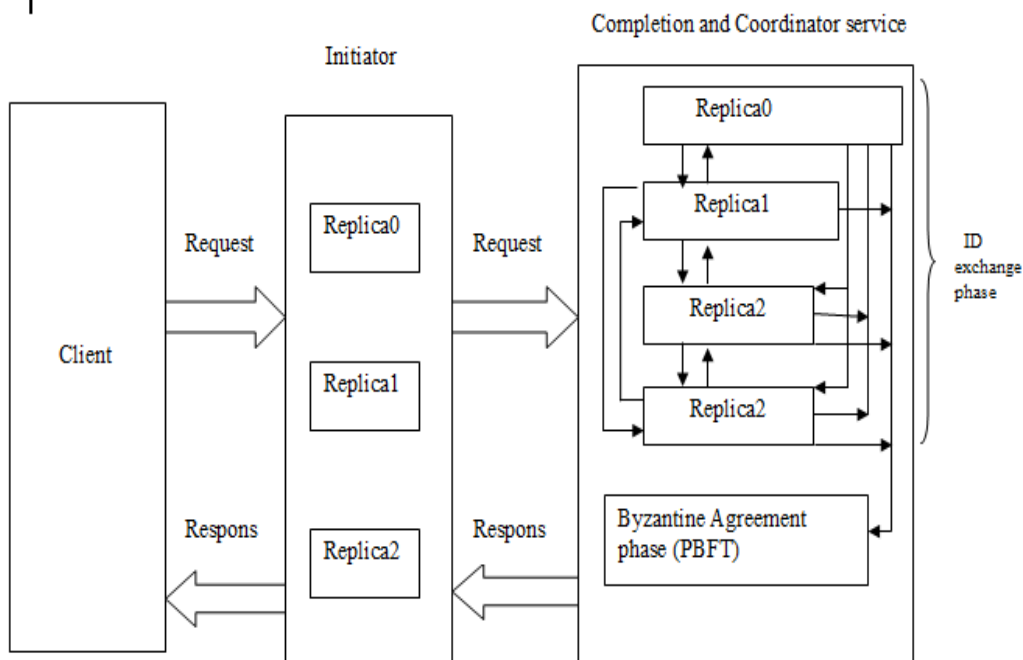 Completion and Coordinator service
Initiator
Replica0
Replica1
Replica0
Request
Request
ID
exchange
phase
Replica2
Client
Replica1
Replica2
Byzantine Agreement
phase (PBFT)
Respons
Respons
Replica2